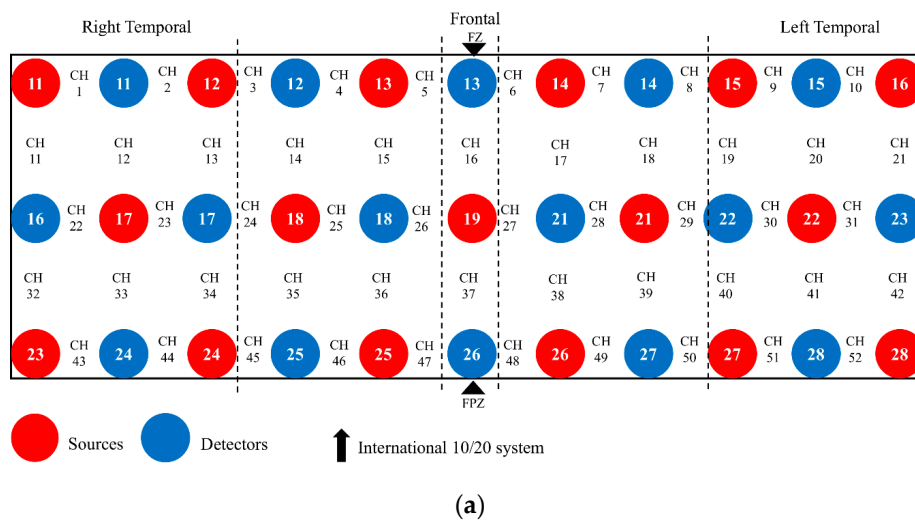 Right Temporal Frontal Left Temporal
FZ
11 CH 1 11 CH 2 12 CH 3 12 CH 4 13 CH 5 13 CH 6 14 CH 7 14 CH 8 15 CH 9 15 CH 10 16
CH CH CH CH CH CH CH CH CH CH CH
11 12 13 14 15 16 17 18 19 20 21
16 CH 22 17 CH 23 17 CH 24 18 CH 25 18 CH 26 19 CH 27 21 CH 28 21 CH 29 22 CH 30 22 CH 31 23
CH CH CH CH CH CH CH CH CH CH CH
32 33 34 35 36 37 38 39 40 41 42
23 CH 43 24 CH 44 24 CH 45 25 CH 46 25 CH 47 26 CH 48 26 CH 49 27 CH 50 27 CH 51 28 CH 52 28
FPZ
Sources Detectors International 10/20 system
(a)